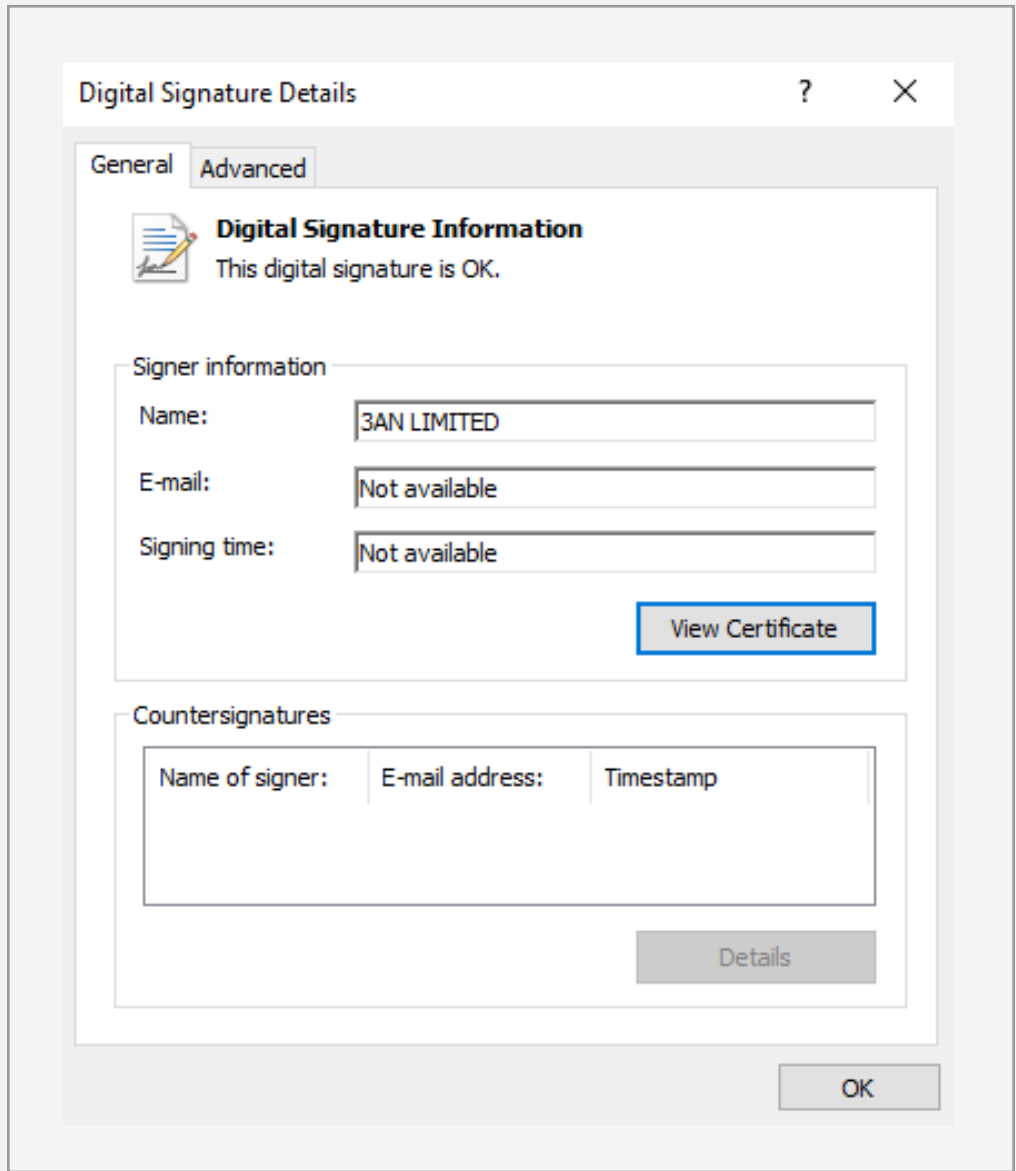 Digital Signature Details ?
General Advanced
Digital Signature Information
This digital signature is OK.
Signer information
Name: 3AN LIMITED
E-mail: Not available
Signing time: Not available
View Certificate
Countersignatures
Name of signer: E-mail address: Timestamp
Details
OK